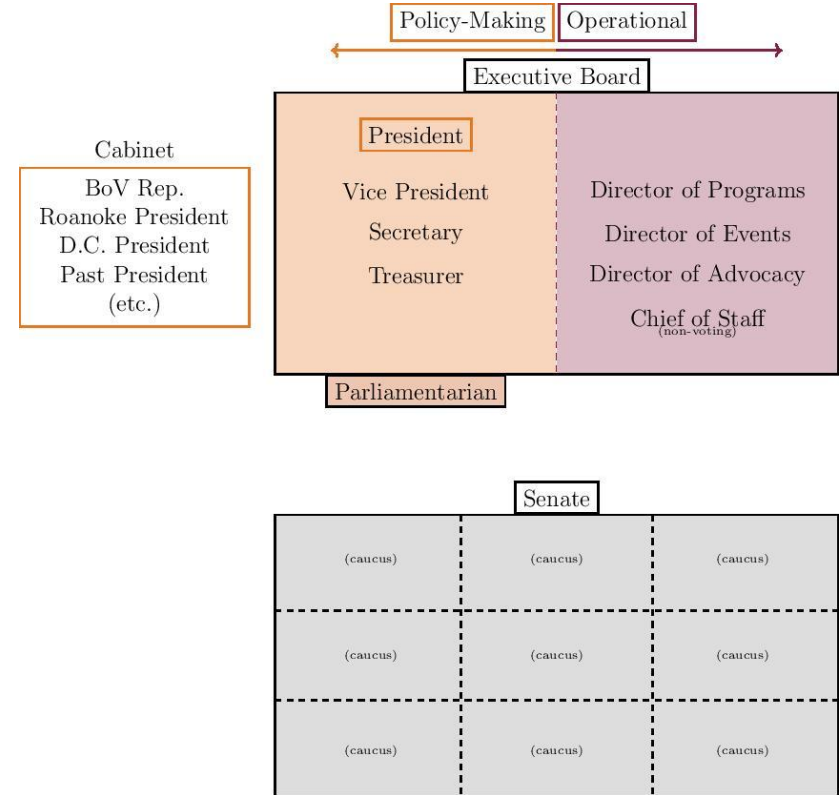 Policy-Making Operational
Executive Board
President
Cabinet
BoV Rep.
Roanoke President
D.C. President
Past President
(etc.)
Vice President
Secretary
Treasurer
Director of Programs
Director of Events
Director of Advocacy
Chief of Staff
(non-voting)
Parliamentarian
Senate
(caucus) (caucus) (caucus)
(caucus) (caucus) (caucus)
(caucus) (caucus) (caucus)